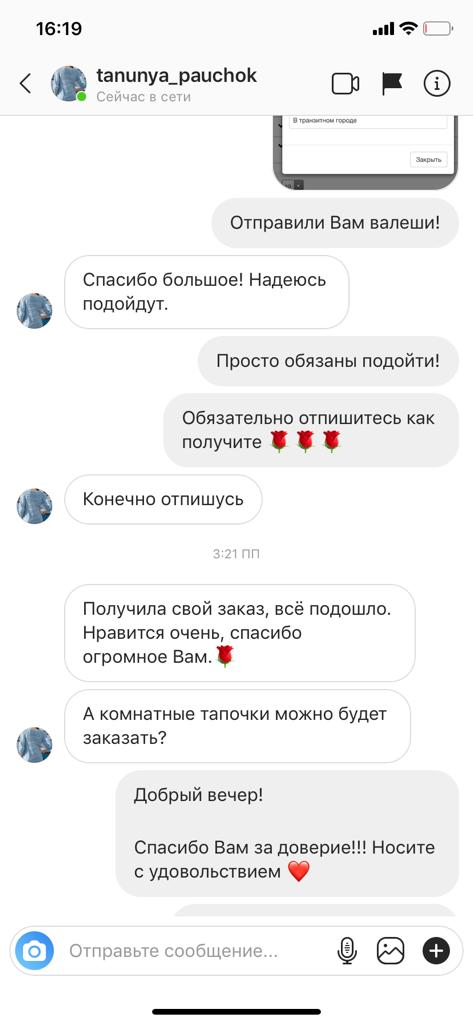 16:19
tanunya_pauchok
Сейчас в сети
В транзитном городе
Закрыть
Отправили Вам валеши!
Спасибо большое! Надеюсь
подойдут.
Просто обязаны подойти!
Обязательно отпишитесь как
получите 🌹🌹🌹
Конечно отпишусь
3:21 ПП
Получила свой заказ, всё подошло.
Нравится очень, спасибо
огромное Вам.🌹
А комнатные тапочки можно будет
заказать?
Добрый вечер!
Спасибо Вам за доверие!!! Носите
с удовольствием ❤️
Отправьте сообщение...